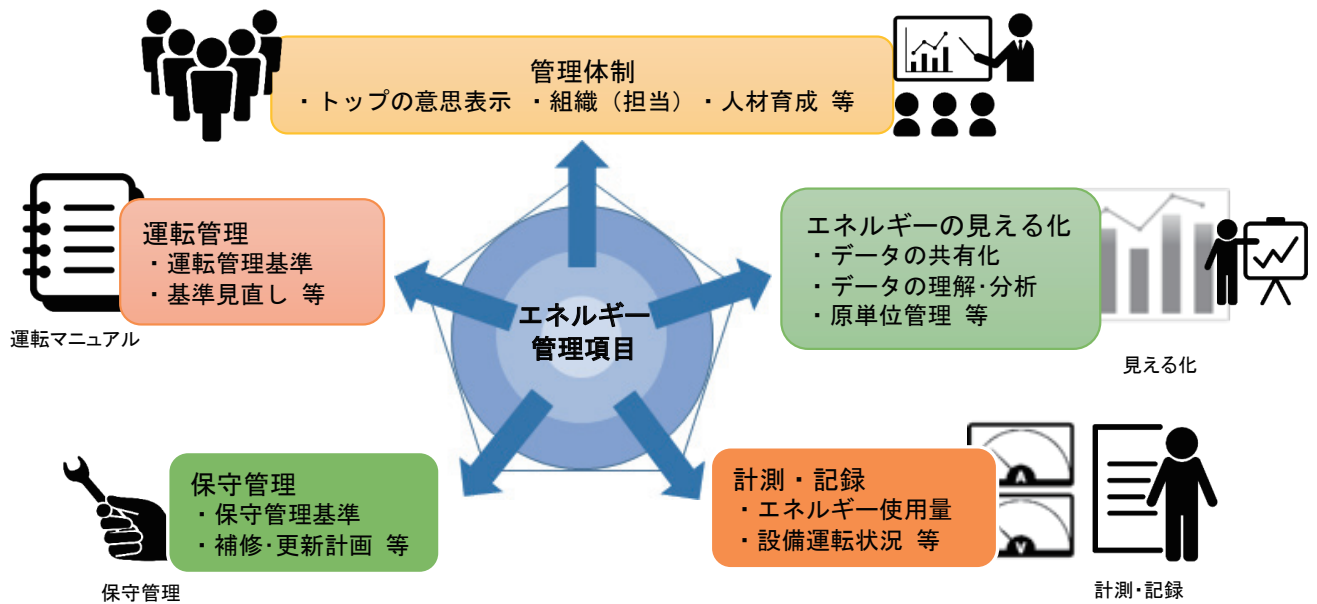 管理体制
・トップの意思表示 ・組織（担当）・人材育成 等
運転管理
・運転管理基準
・基準見直し 等
運転マニュアル
エネルギーの見える化
・データの共有化
・データの理解･分析
・原単位管理 等
見える化
エネルギー
管理項目
保守管理
・保守管理基準
・補修･更新計画 等
保守管理
計測・記録
・エネルギー使用量
・設備運転状況 等
A
V
計測･記録